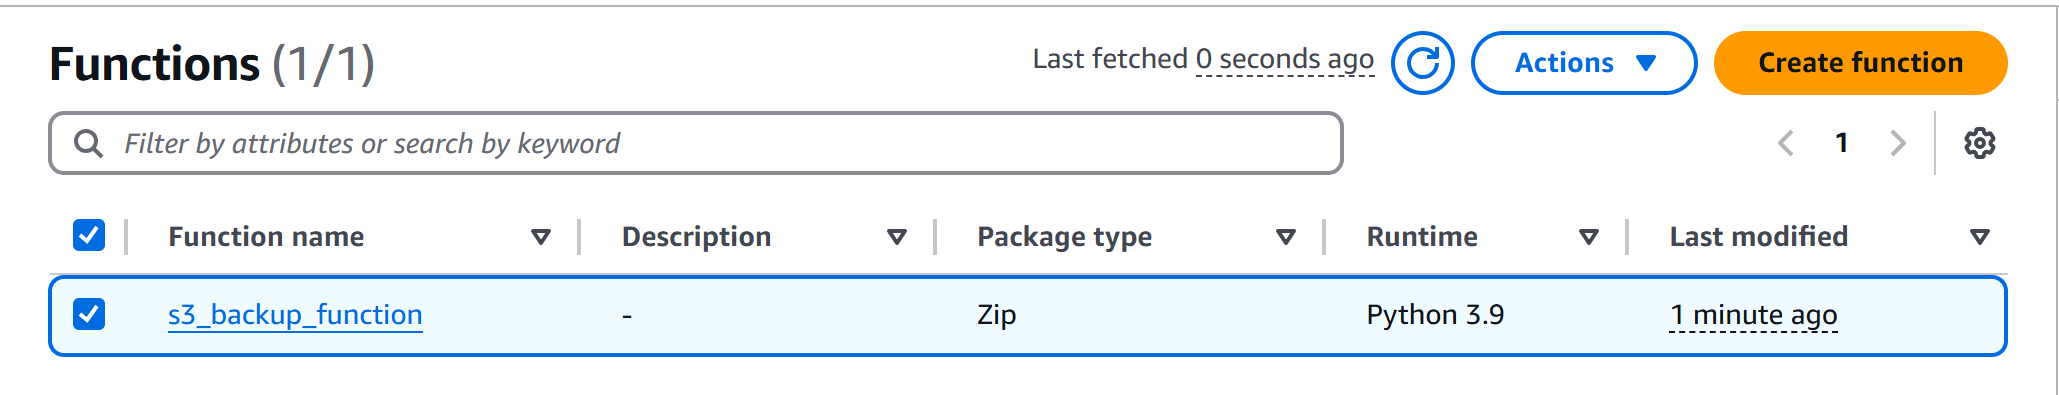 Functions (1/1)
Last fetched 0 seconds ago
Actions
Create function
Filter by attributes or search by keyword
1
Function name
Description
Package type
Runtime
Last modified
s3_backup_function
-
Zip
Python 3.9
1 minute ago